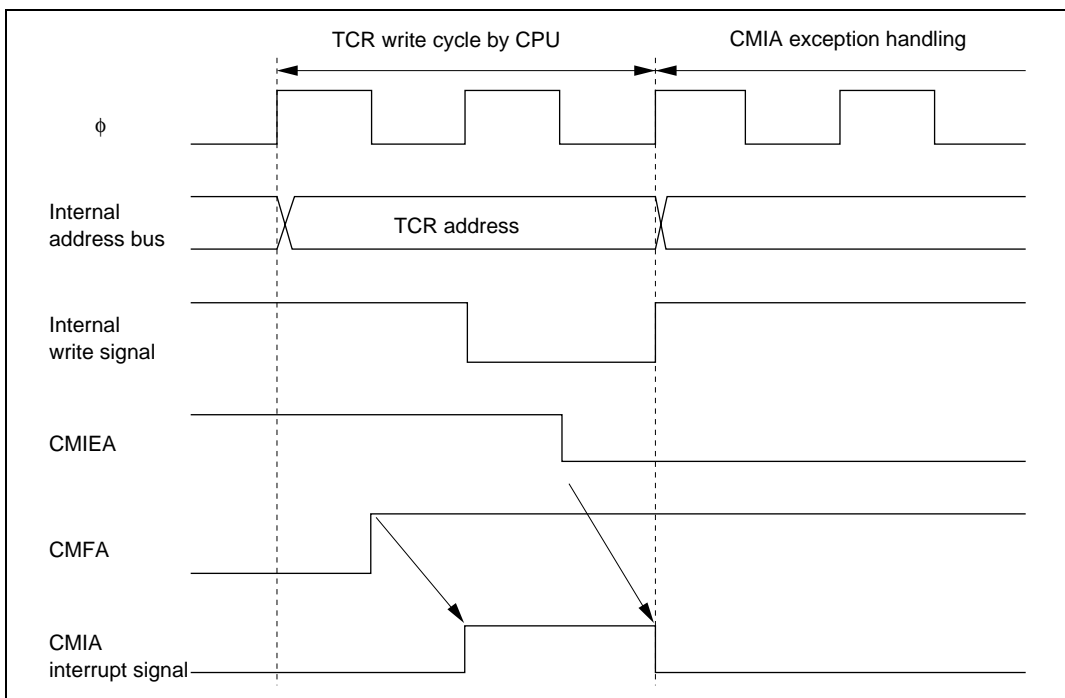 TCR write cycle by CPU
CMIA exception handling
ϕ
Internal
address bus
TCR address
Internal
write signal
CMIEA
CMFA
CMIA
interrupt signal